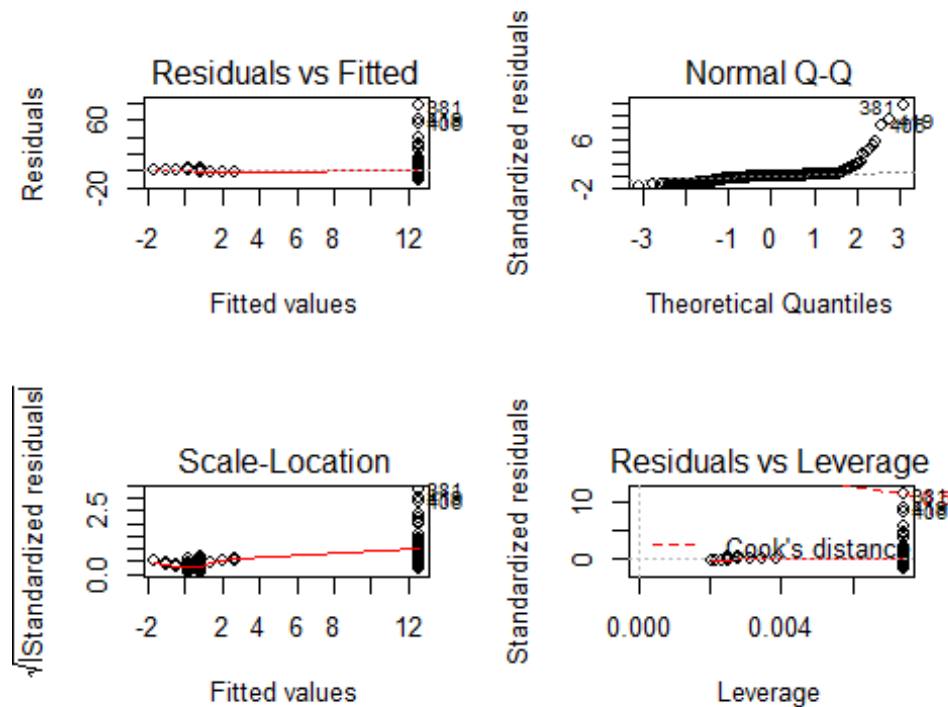 Residuals vs Fitted
Residuals
60
-20
381
-2 0 2 4 6 8 12
Fitted values
Normal Q-Q
Standardized residuals
6
-2
381
-3 -1 0 1 2 3
Theoretical Quantiles
Scale-Location
√|Standardized residuals|
2.5
0.0
381
-2 0 2 4 6 8 12
Fitted values
Residuals vs Leverage
Standardized residuals
10
0
381
Cook's distance
0.000 0.004
Leverage